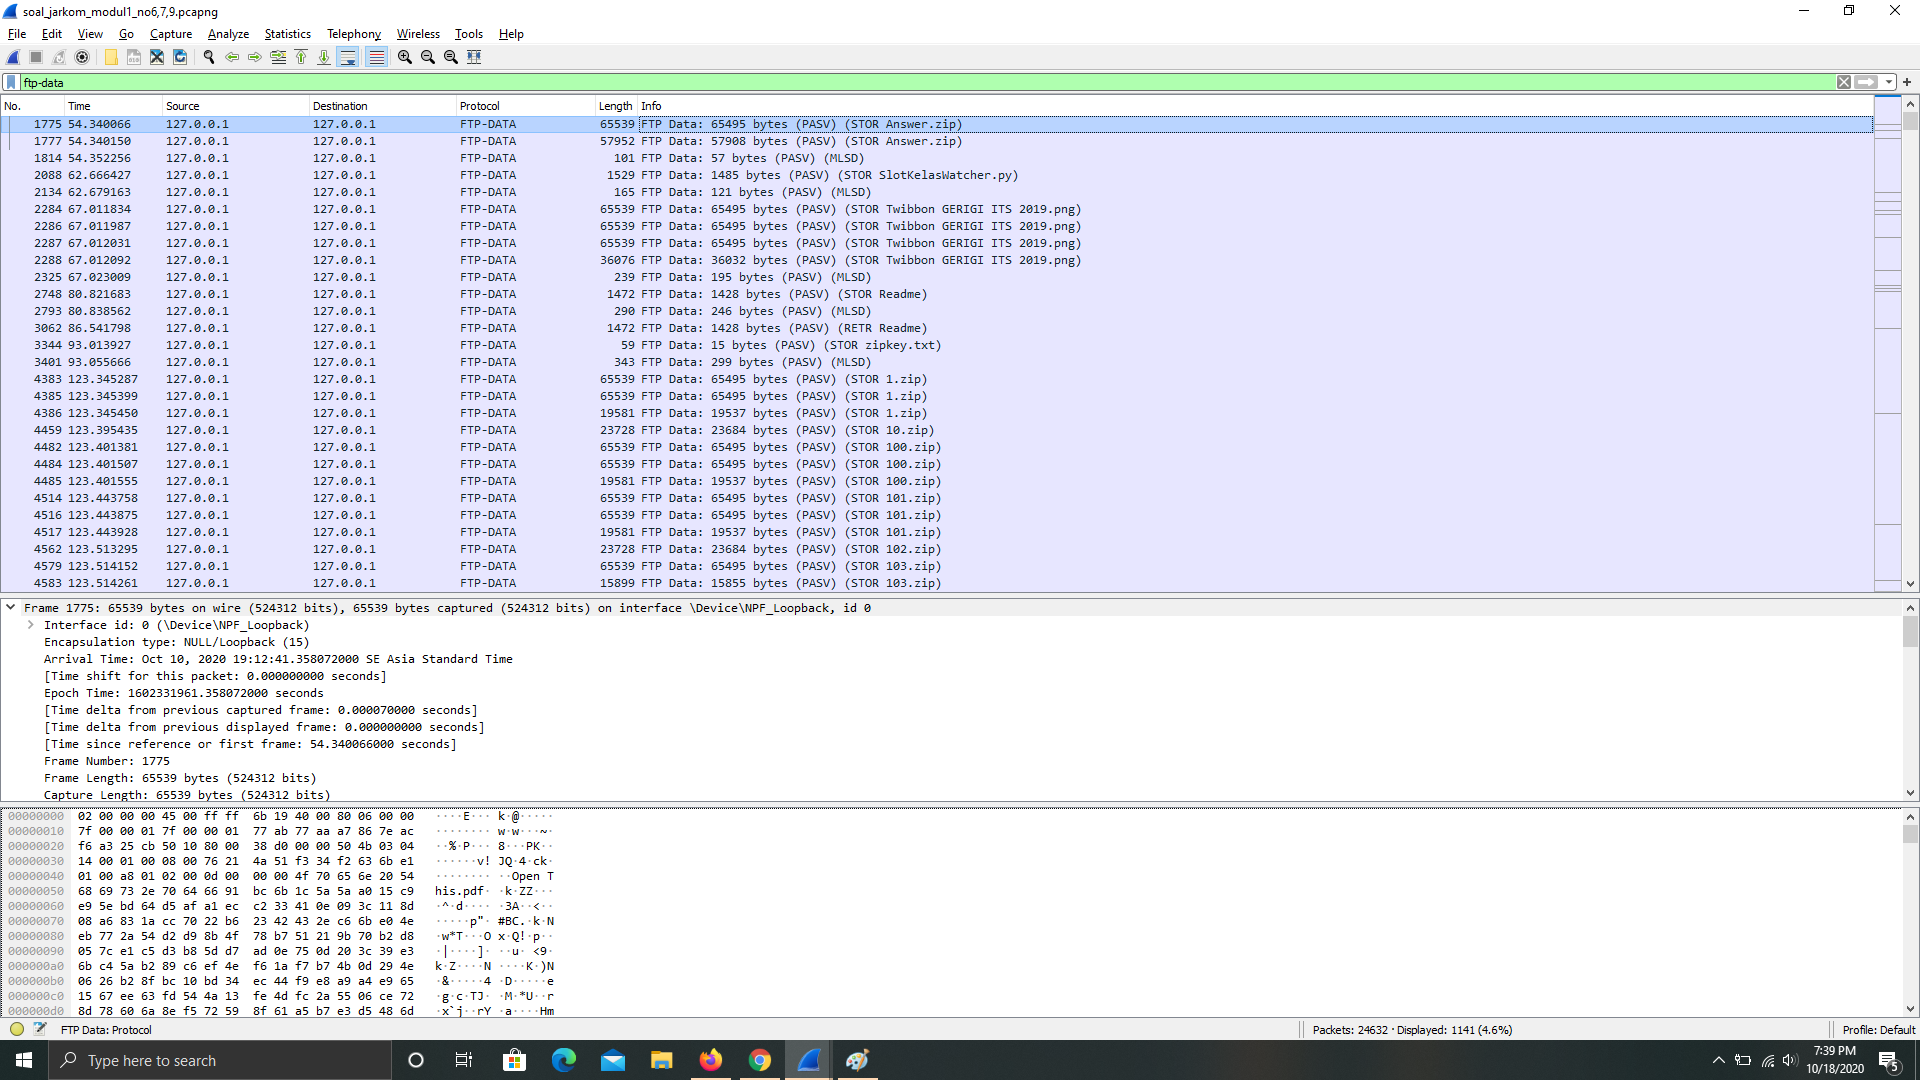 soal_jarkom_modul1_no6,7,9.pcapng
File Edit View Go Capture Analyze Statistics Telephony Wireless Tools Help
ftp-data
No. Time Source Destination Protocol Length Info
1775 54.340066 127.0.0.1 127.0.0.1 FTP-DATA 65539 FTP Data: 65495 bytes (PASV) (STOR Answer.zip)
1777 54.340150 127.0.0.1 127.0.0.1 FTP-DATA 57952 FTP Data: 57908 bytes (PASV) (STOR Answer.zip)
1814 54.352256 127.0.0.1 127.0.0.1 FTP-DATA 101 FTP Data: 57 bytes (PASV) (MLSD)
2088 62.666427 127.0.0.1 127.0.0.1 FTP-DATA 1529 FTP Data: 1485 bytes (PASV) (STOR SlotKelasWatcher.py)
2134 62.679163 127.0.0.1 127.0.0.1 FTP-DATA 165 FTP Data: 121 bytes (PASV) (MLSD)
2284 67.011834 127.0.0.1 127.0.0.1 FTP-DATA 65539 FTP Data: 65495 bytes (PASV) (STOR Twibbon GERIGI ITS 2019.png)
2286 67.011987 127.0.0.1 127.0.0.1 FTP-DATA 65539 FTP Data: 65495 bytes (PASV) (STOR Twibbon GERIGI ITS 2019.png)
2287 67.012031 127.0.0.1 127.0.0.1 FTP-DATA 65539 FTP Data: 65495 bytes (PASV) (STOR Twibbon GERIGI ITS 2019.png)
2288 67.012092 127.0.0.1 127.0.0.1 FTP-DATA 36076 FTP Data: 36032 bytes (PASV) (STOR Twibbon GERIGI ITS 2019.png)
2325 67.023009 127.0.0.1 127.0.0.1 FTP-DATA 239 FTP Data: 195 bytes (PASV) (MLSD)
2748 80.821683 127.0.0.1 127.0.0.1 FTP-DATA 1472 FTP Data: 1428 bytes (PASV) (STOR Readme)
2793 80.838562 127.0.0.1 127.0.0.1 FTP-DATA 290 FTP Data: 246 bytes (PASV) (MLSD)
3062 86.541798 127.0.0.1 127.0.0.1 FTP-DATA 1472 FTP Data: 1428 bytes (PASV) (RETR Readme)
3344 93.013927 127.0.0.1 127.0.0.1 FTP-DATA 59 FTP Data: 15 bytes (PASV) (STOR zipkey.txt)
3401 93.055666 127.0.0.1 127.0.0.1 FTP-DATA 343 FTP Data: 299 bytes (PASV) (MLSD)
4383 123.345287 127.0.0.1 127.0.0.1 FTP-DATA 65539 FTP Data: 65495 bytes (PASV) (STOR 1.zip)
4385 123.345399 127.0.0.1 127.0.0.1 FTP-DATA 65539 FTP Data: 65495 bytes (PASV) (STOR 1.zip)
4386 123.345450 127.0.0.1 127.0.0.1 FTP-DATA 19581 FTP Data: 19537 bytes (PASV) (STOR 1.zip)
4459 123.395435 127.0.0.1 127.0.0.1 FTP-DATA 23728 FTP Data: 23684 bytes (PASV) (STOR 10.zip)
4482 123.401381 127.0.0.1 127.0.0.1 FTP-DATA 65539 FTP Data: 65495 bytes (PASV) (STOR 100.zip)
4484 123.401507 127.0.0.1 127.0.0.1 FTP-DATA 65539 FTP Data: 65495 bytes (PASV) (STOR 100.zip)
4485 123.401555 127.0.0.1 127.0.0.1 FTP-DATA 19581 FTP Data: 19537 bytes (PASV) (STOR 100.zip)
4514 123.443758 127.0.0.1 127.0.0.1 FTP-DATA 65539 FTP Data: 65495 bytes (PASV) (STOR 101.zip)
4516 123.443875 127.0.0.1 127.0.0.1 FTP-DATA 65539 FTP Data: 65495 bytes (PASV) (STOR 101.zip)
4517 123.443928 127.0.0.1 127.0.0.1 FTP-DATA 19581 FTP Data: 19537 bytes (PASV) (STOR 101.zip)
4562 123.513295 127.0.0.1 127.0.0.1 FTP-DATA 23728 FTP Data: 23684 bytes (PASV) (STOR 102.zip)
4579 123.514152 127.0.0.1 127.0.0.1 FTP-DATA 65539 FTP Data: 65495 bytes (PASV) (STOR 103.zip)
4583 123.514261 127.0.0.1 127.0.0.1 FTP-DATA 15899 FTP Data: 15855 bytes (PASV) (STOR 103.zip)
Frame 1775: 65539 bytes on wire (524312 bits), 65539 bytes captured (524312 bits) on interface \Device\NPF_Loopback, id 0
Interface id: 0 (\Device\NPF_Loopback)
Encapsulation type: NULL/Loopback (15)
Arrival Time: Oct 10, 2020 19:12:41.358072000 SE Asia Standard Time
[Time shift for this packet: 0.000000000 seconds]
Epoch Time: 1602331961.358072000 seconds
[Time delta from previous captured frame: 0.000070000 seconds]
[Time delta from previous displayed frame: 0.000000000 seconds]
[Time since reference or first frame: 54.340066000 seconds]
Frame Number: 1775
Frame Length: 65539 bytes (524312 bits)
Capture Length: 65539 bytes (524312 bits)
00000000 02 00 00 00 45 00 ff ff 6b 19 40 00 80 06 00 00 ····E··· k·@·····
00000010 7f 00 00 01 7f 00 00 01 77 ab 77 aa a7 86 7e ac ········ w·w···~·
00000020 f6 a3 25 cb 50 10 80 00 38 d0 00 00 50 4b 03 04 ··%·P··· 8···PK··
00000030 14 00 01 00 08 00 76 21 4a 51 f3 34 f2 63 6b e1 ······v! JQ·4·ck·
00000040 01 00 a8 01 02 00 0d 00 00 00 4f 70 65 6e 20 54 ········ ··Open T
00000050 68 69 73 2e 70 64 66 91 bc 6b 1c 5a 5a a0 15 c9 his.pdf· ·k·ZZ···
00000060 e9 5e bd 64 d5 af a1 ec c2 33 41 0e 09 3c 11 8d ·^·d···· ·3A··<··
00000070 08 a6 83 1a cc 70 22 b6 23 42 43 2e c6 6b e0 4e ·····p"· #BC.·k·N
00000080 eb 77 2a 54 d2 d9 8b 4f 78 b7 51 21 9b 70 b2 d8 ·w*T···O x·Q!·p··
00000090 05 7c e1 c5 d3 b8 5d d7 ad 0e 75 0d 20 3c 39 e3 ·|····]· ··u· <9·
000000a0 6b c4 5a b2 89 c6 ef 4e f6 1a f7 b7 4b 0d 29 4e k·Z····N ····K·)N
000000b0 06 26 b2 8f bc 10 bd 34 ec 44 f9 e8 a9 a4 e9 65 ·&·····4 ·D·····e
000000c0 15 67 ee 63 fd 54 4a 13 fe 4d fc 2a 55 06 ce 72 ·g·c·TJ· ·M·*U··r
000000d0 8d 78 60 6a 8e f5 72 59 8f 61 a5 b7 e3 d5 48 6d ·x`j··rY ·a····Hm
FTP Data: Protocol Packets: 24632 · Displayed: 1141 (4.6%) Profile: Default
Type here to search
7:39 PM
10/18/2020
5